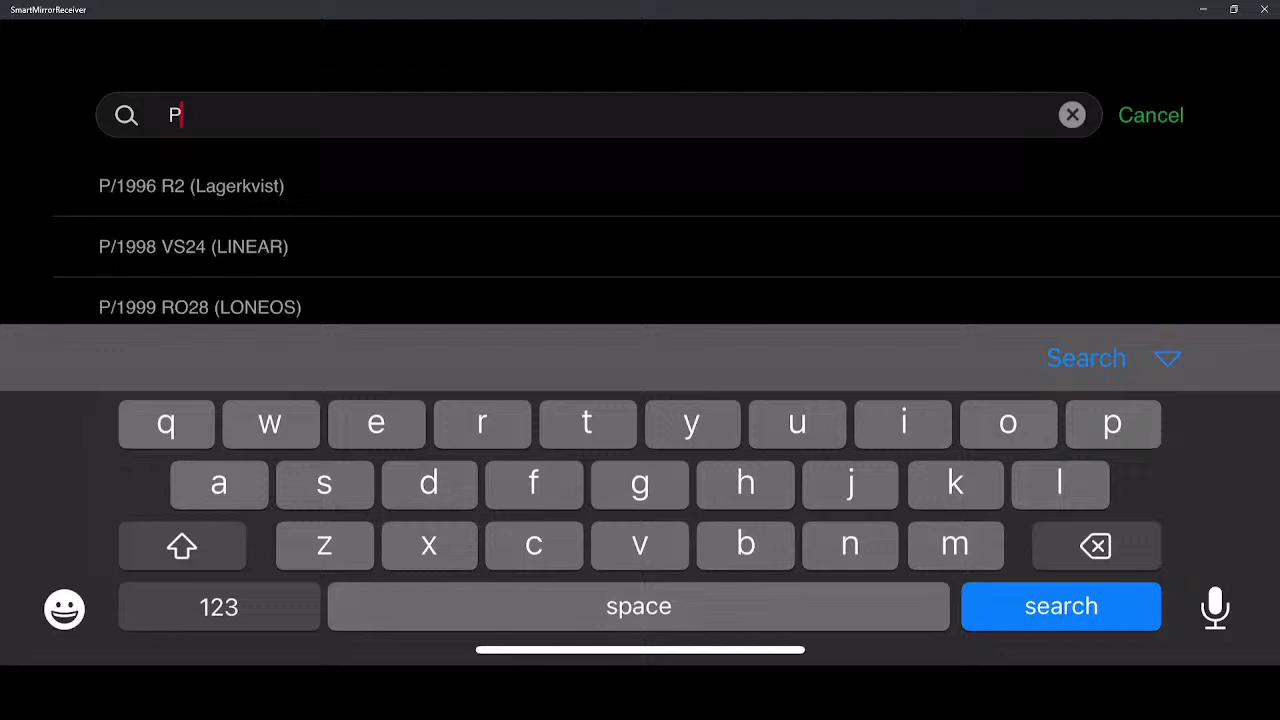 SmartMirrorReceiver
P
Cancel
P/1996 R2 (Lagerkvist)
P/1998 VS24 (LINEAR)
P/1999 RO28 (LONEOS)
Search
q w e r t y u i o p
a s d f g h j k l
z x c v b n m
123 space search